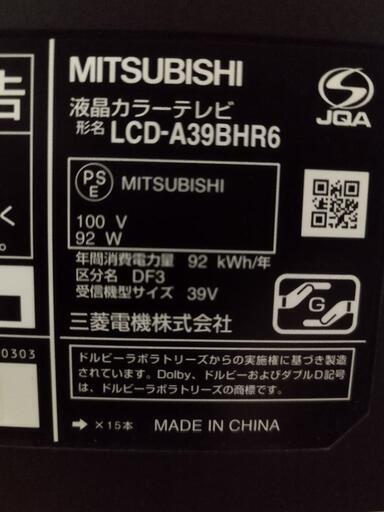 告
MITSUBISHI
液晶カラーテレビ
形名 LCD-A39BHR6
JQA
PS
E
MITSUBISHI
100 V
92 W
く
。
年間消費電力量 92 kWh/年
区分名 DF3
受信機型サイズ 39V
G
三菱電機株式会社
0303
ドルビーラボラトリーズからの実施権に基づき製造
されています。Dolby、ドルビーおよびダブルD記号
は、ドルビーラボラトリーズの商標です。
→ ×15本
MADE IN CHINA